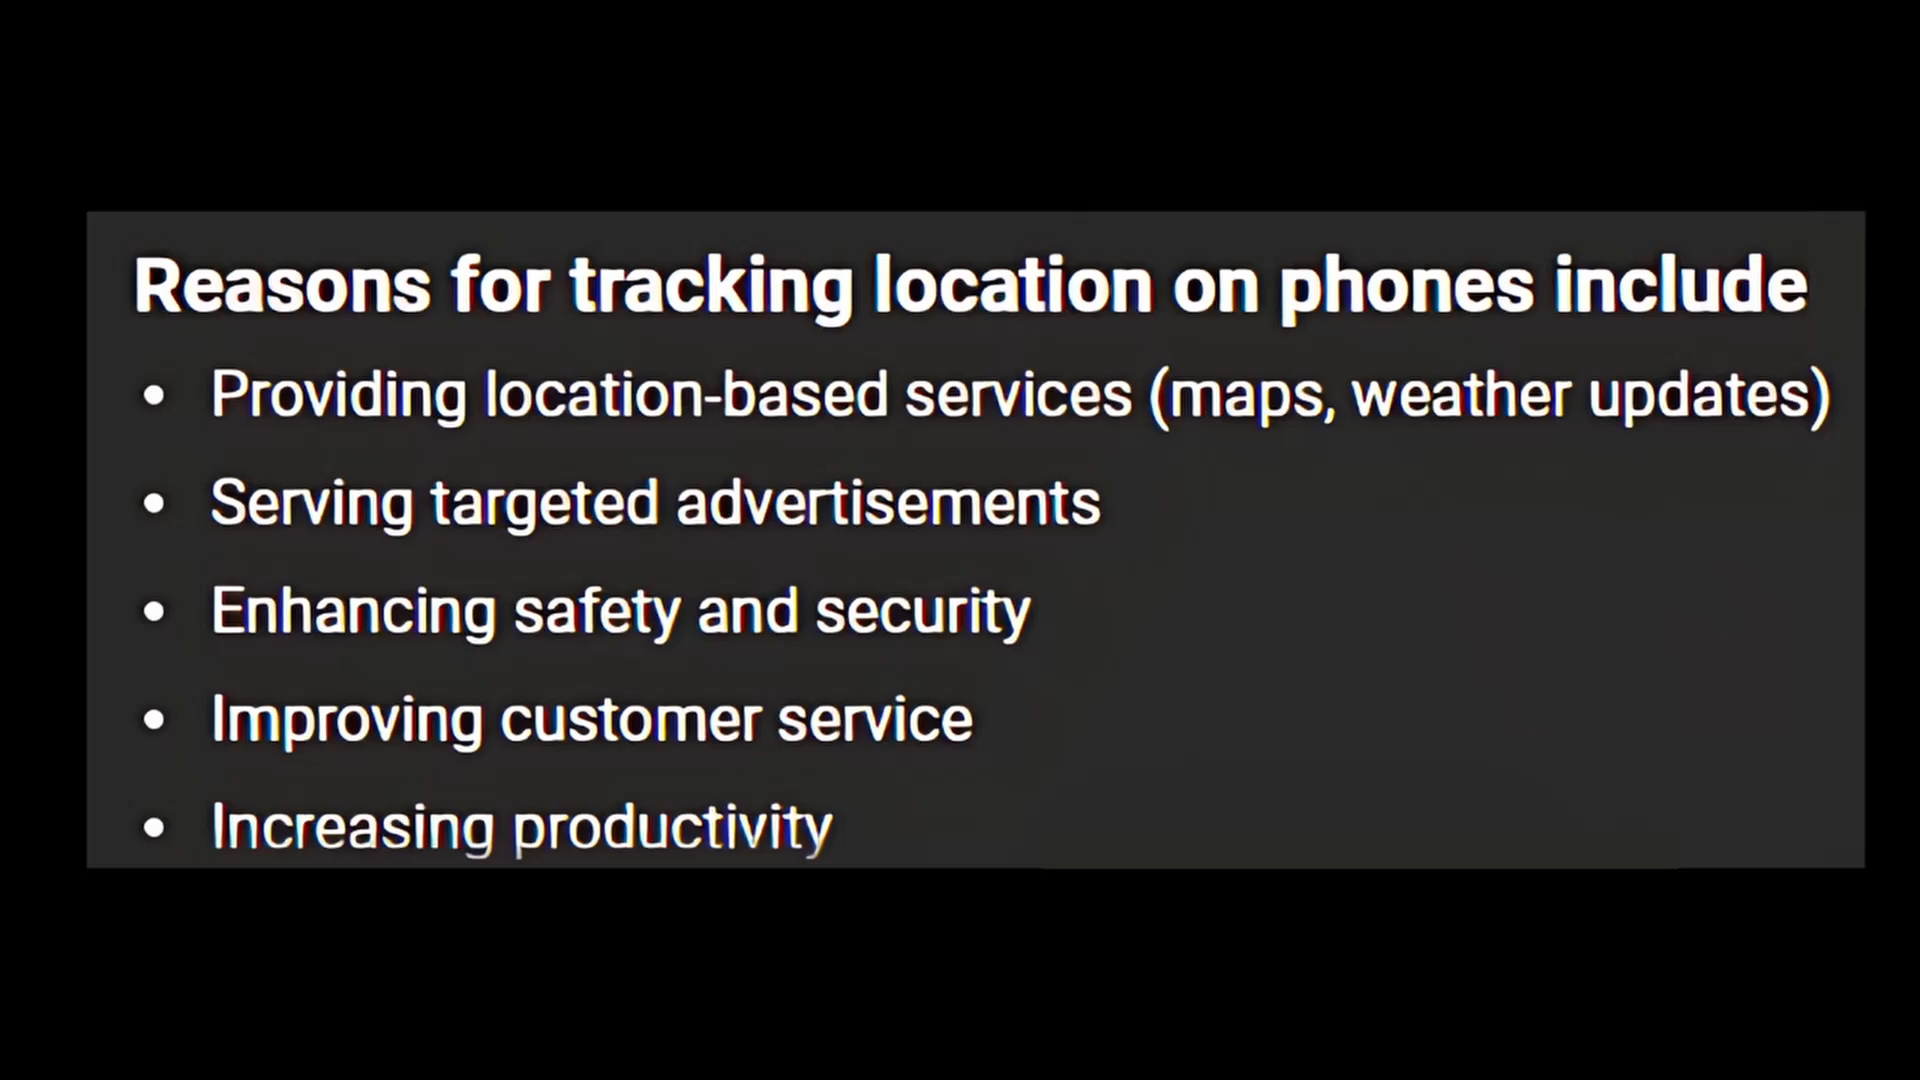 Reasons for tracking location on phones include
• Providing location-based services (maps, weather updates)
• Serving targeted advertisements
• Enhancing safety and security
• Improving customer service
• Increasing productivity